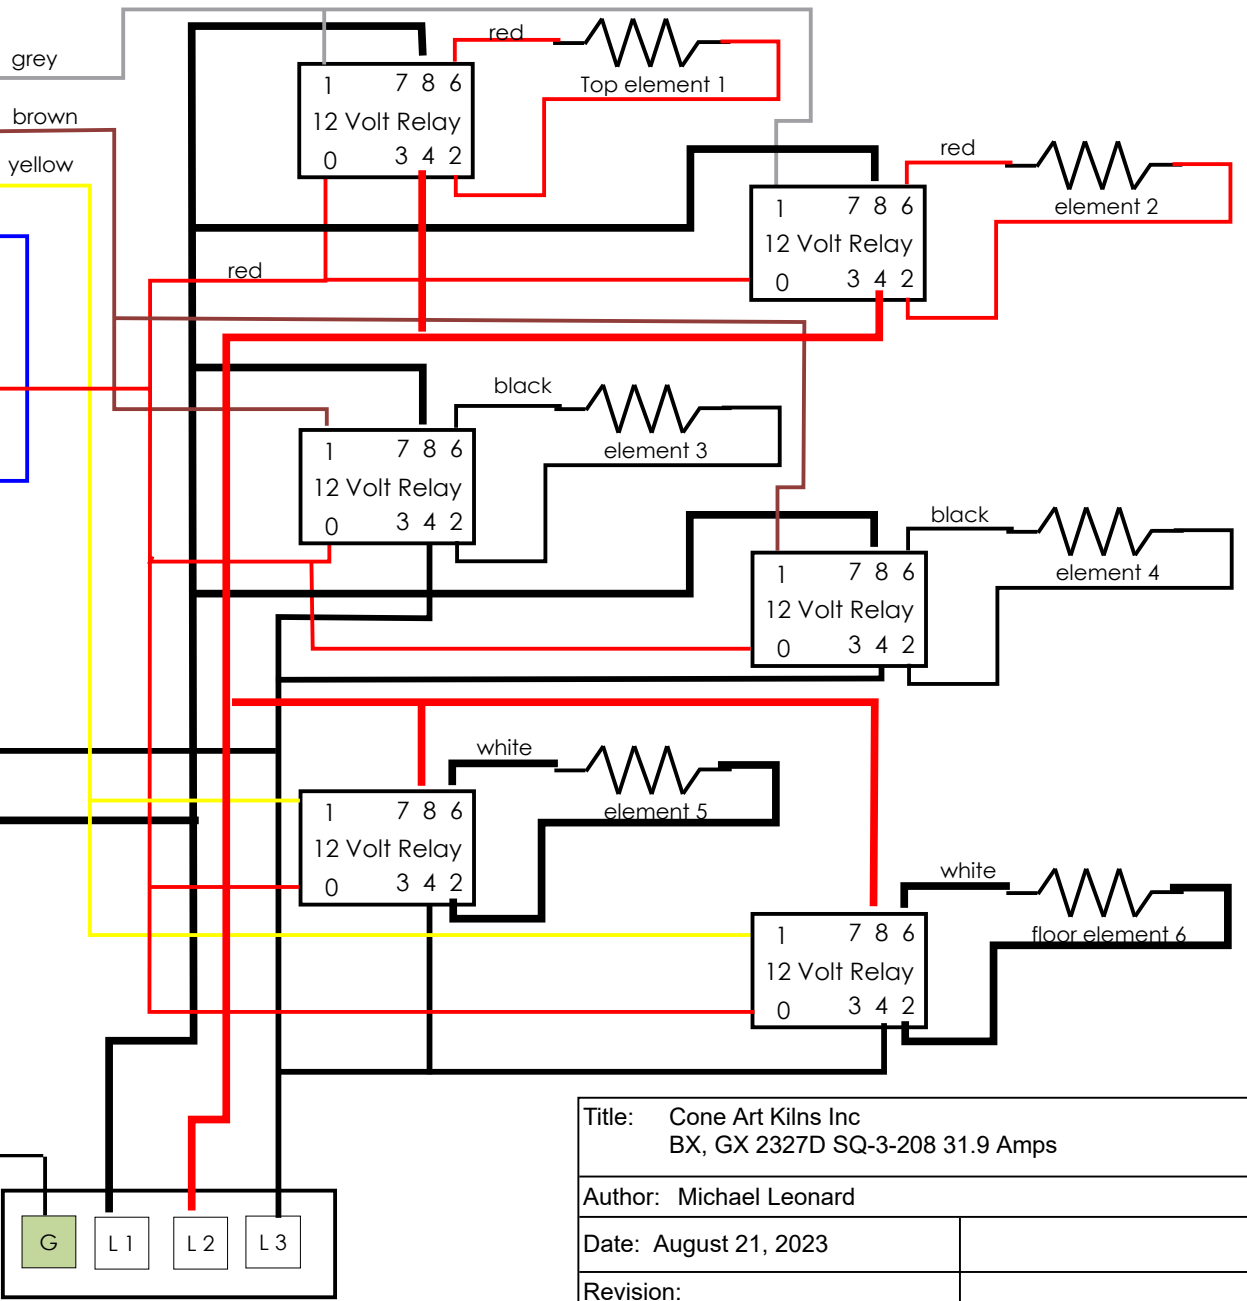 grey
brown
yellow
red
1 7 8 6
12 Volt Relay
0 3 4 2
Top element 1
red
1 7 8 6
12 Volt Relay
0 3 4 2
element 2
red
black
1 7 8 6
12 Volt Relay
0 3 4 2
element 3
black
1 7 8 6
12 Volt Relay
0 3 4 2
element 4
white
1 7 8 6
12 Volt Relay
0 3 4 2
element 5
white
1 7 8 6
12 Volt Relay
0 3 4 2
floor element 6
G L 1 L 2 L 3
Title: Cone Art Kilns Inc
BX, GX 2327D SQ-3-208 31.9 Amps
Author: Michael Leonard
Date: August 21, 2023
Revision: